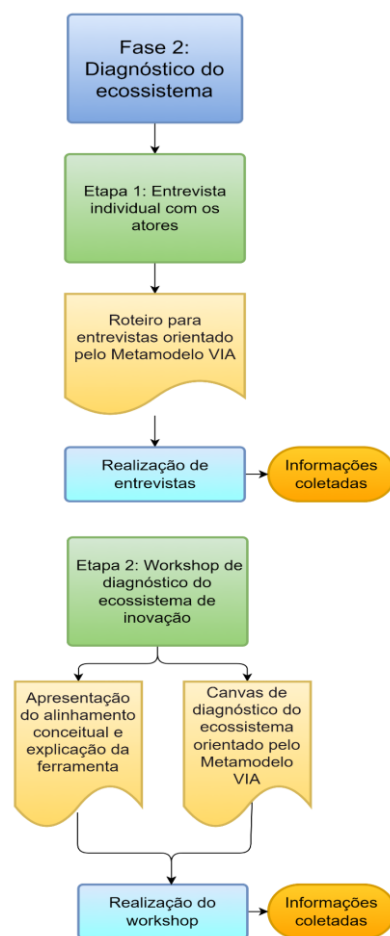 Fase 2:
Diagnóstico do
ecossistema
Etapa 1: Entrevista
individual com os
atores
Roteiro para
entrevistas orientado
pelo Metamodelo VIA
Realização de
entrevistas
Informações
coletadas
Etapa 2: Workshop de
diagnóstico do
ecossistema de
inovação
Apresentação
do alinhamento
conceitual e
explicação da
ferramenta
Canvas de
diagnóstico do
ecossistema
orientado pelo
Metamodelo
VIA
Realização do
workshop
Informações
coletadas